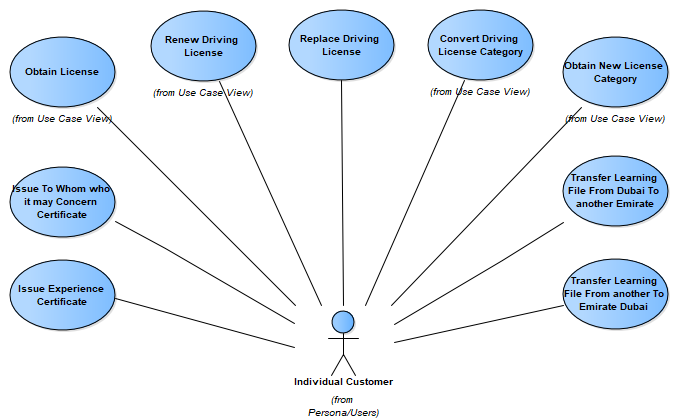 Obtain License
(from Use Case View)
Renew Driving
License
(from Use Case View)
Replace Driving
License
Convert Driving
License Category
(from Use Case View)
Obtain New License
Category
(from Use Case View)
Issue To Whom who
it may Concern
Certificate
Transfer Learning
File From Dubai To
another Emirate
Issue Experience
Certificate
Transfer Learning
File From another To
Emirate Dubai
Individual Customer
(from
Persona/Users)